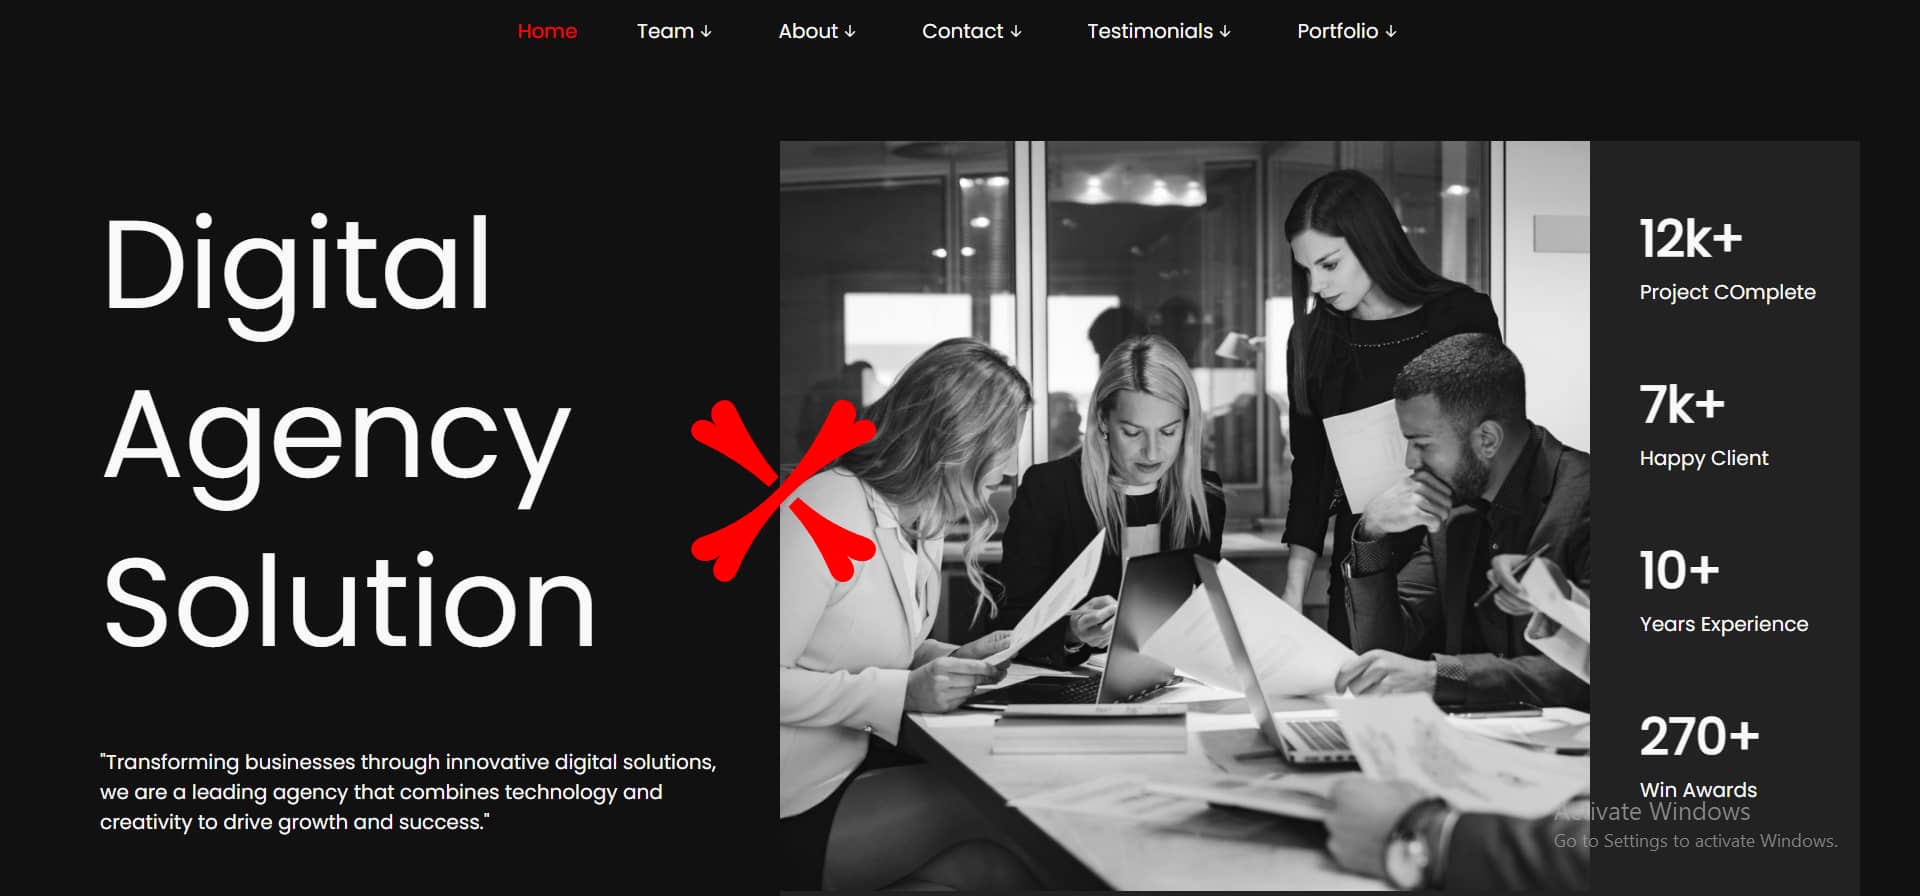 Home
Team ↓
About ↓
Contact ↓
Testimonials ↓
Portfolio ↓
Digital
Agency
Solution
"Transforming businesses through innovative digital solutions,
we are a leading agency that combines technology and
creativity to drive growth and success."
12k+
Project COmplete
7k+
Happy Client
10+
Years Experience
270+
Win Awards
Activate Windows
Go to Settings to activate Windows.